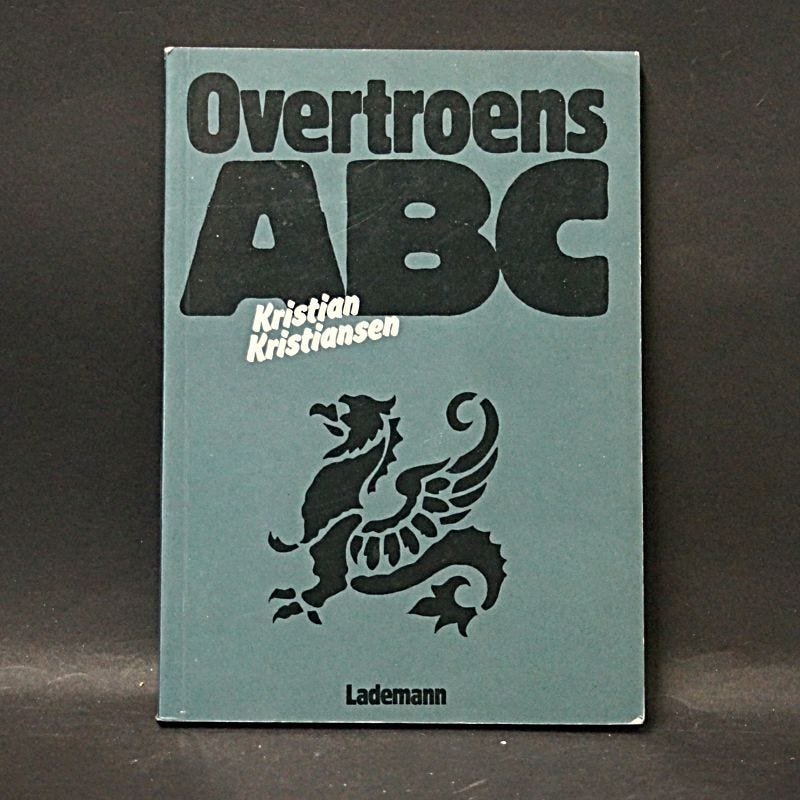 Overtroens
ABC
Kristian
Kristiansen
Lademann